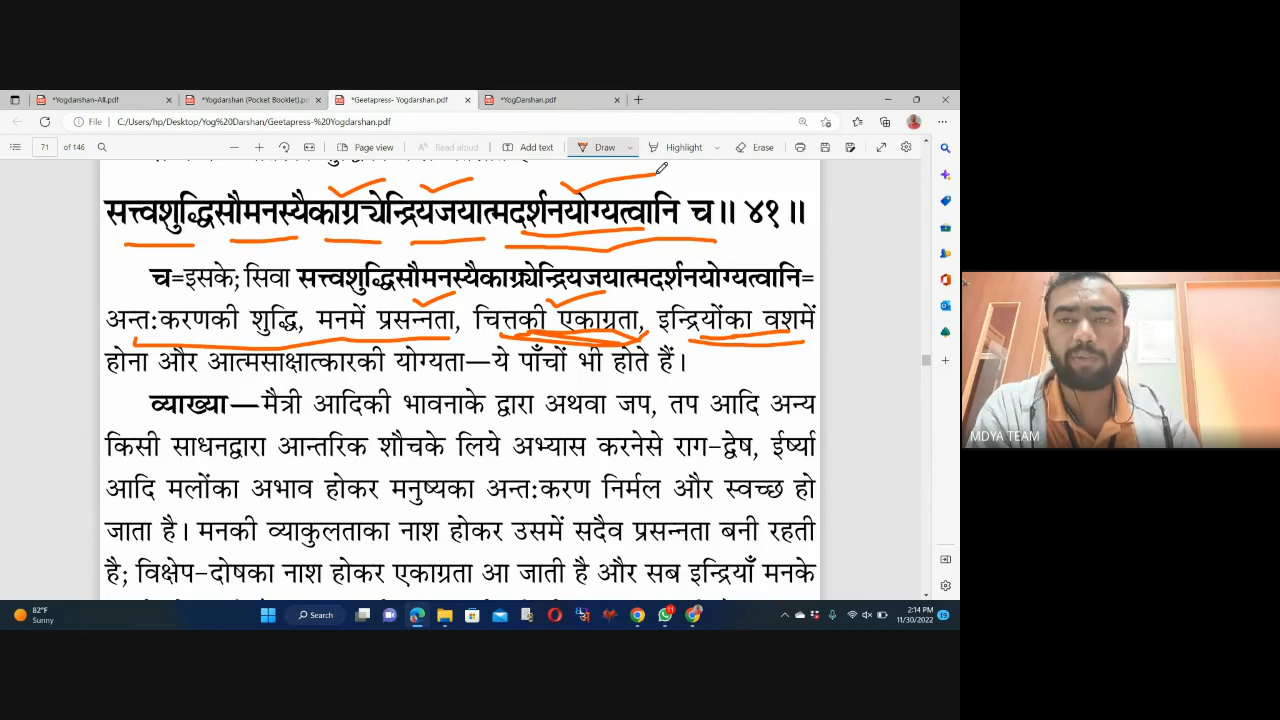 *Yogdarshan-All.pdf
*Yogdarshan (Pocket Booklet).p
*Geetapress- Yogdarshan.pdf
*YogDarshan.pdf
File
C:/Users/hp/Desktop/Yog%20Darshan/Geetapress-%20Yogdarshan.pdf
71 of 146
Page view
Read aloud
Add text
Draw
Highlight
Erase
सत्त्वशुद्धिसौमनस्यैकाग्र्येन्द्रियजयात्मदर्शनयोग्यत्वानि च॥ ४१॥
च=इसके; सिवा सत्त्वशुद्धिसौमनस्यैकाग्र्येन्द्रियजयात्मदर्शनयोग्यत्वानि=
अन्तःकरणकी शुद्धि, मनमें प्रसन्नता, चित्तकी एकाग्रता, इन्द्रियोंका वशमें
होना और आत्मसाक्षात्कारकी योग्यता—ये पाँचों भी होते हैं।
व्याख्या—मैत्री आदिकी भावनाके द्वारा अथवा जप, तप आदि अन्य
किसी साधनद्वारा आन्तरिक शौचके लिये अभ्यास करनेसे राग-द्वेष, ईर्ष्या
आदि मलोंका अभाव होकर मनुष्यका अन्तःकरण निर्मल और स्वच्छ हो
जाता है। मनकी व्याकुलताका नाश होकर उसमें सदैव प्रसन्नता बनी रहती
है; विक्षेप-दोषका नाश होकर एकाग्रता आ जाती है और सब इन्द्रियाँ मनके
MDYA TEAM
82°F
Sunny
Search
2:14 PM
11/30/2022